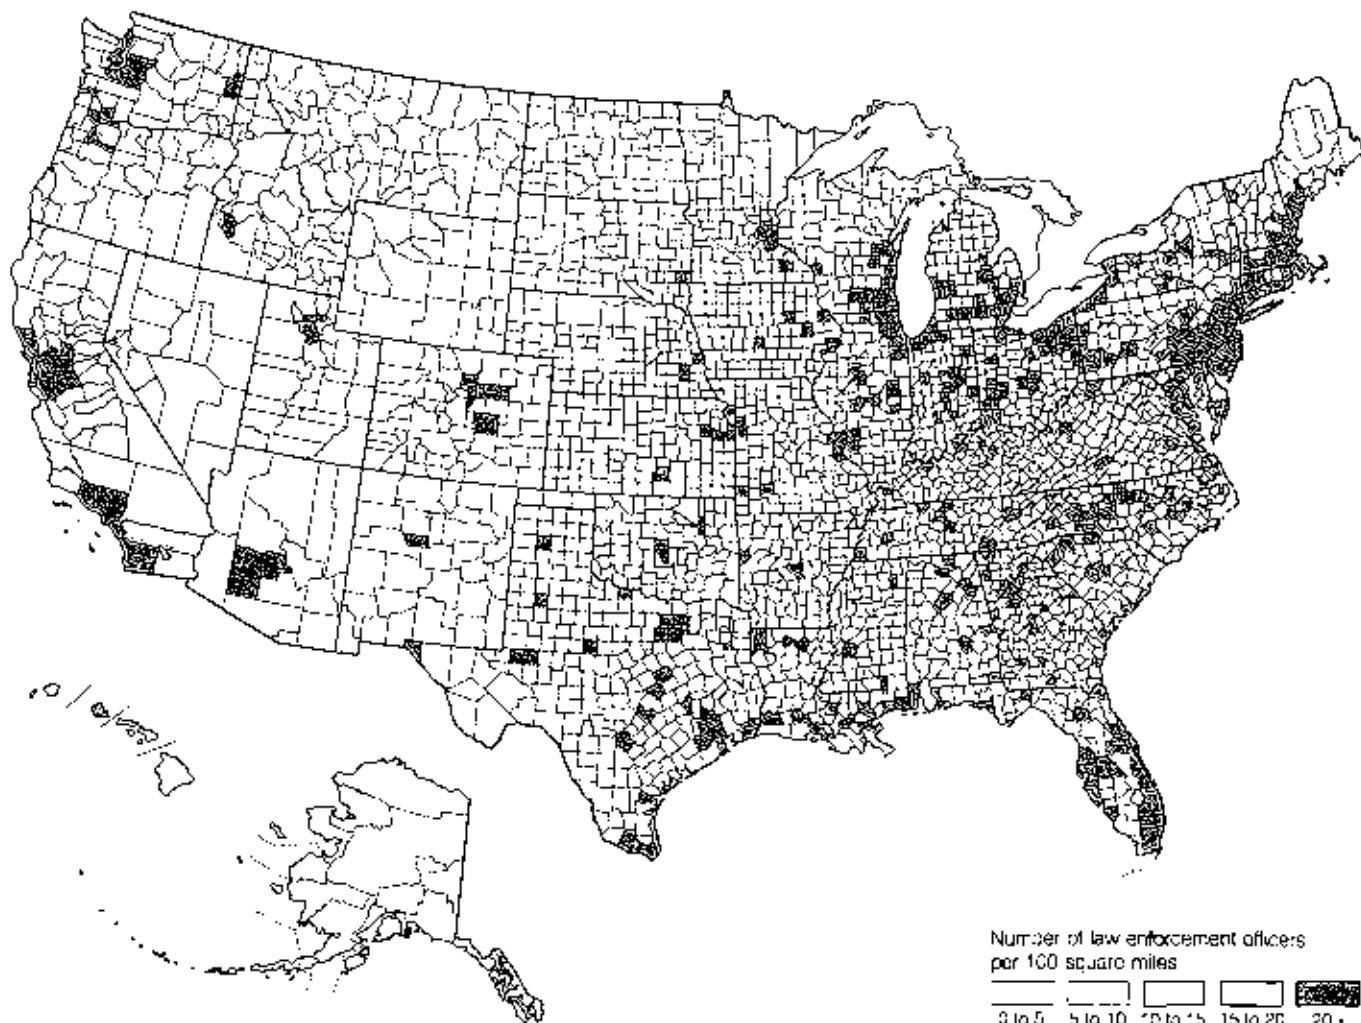 Number of law enforcement officers
per 100 square miles
0 to 5 5 to 10 10 to 15 15 to 20 20 +